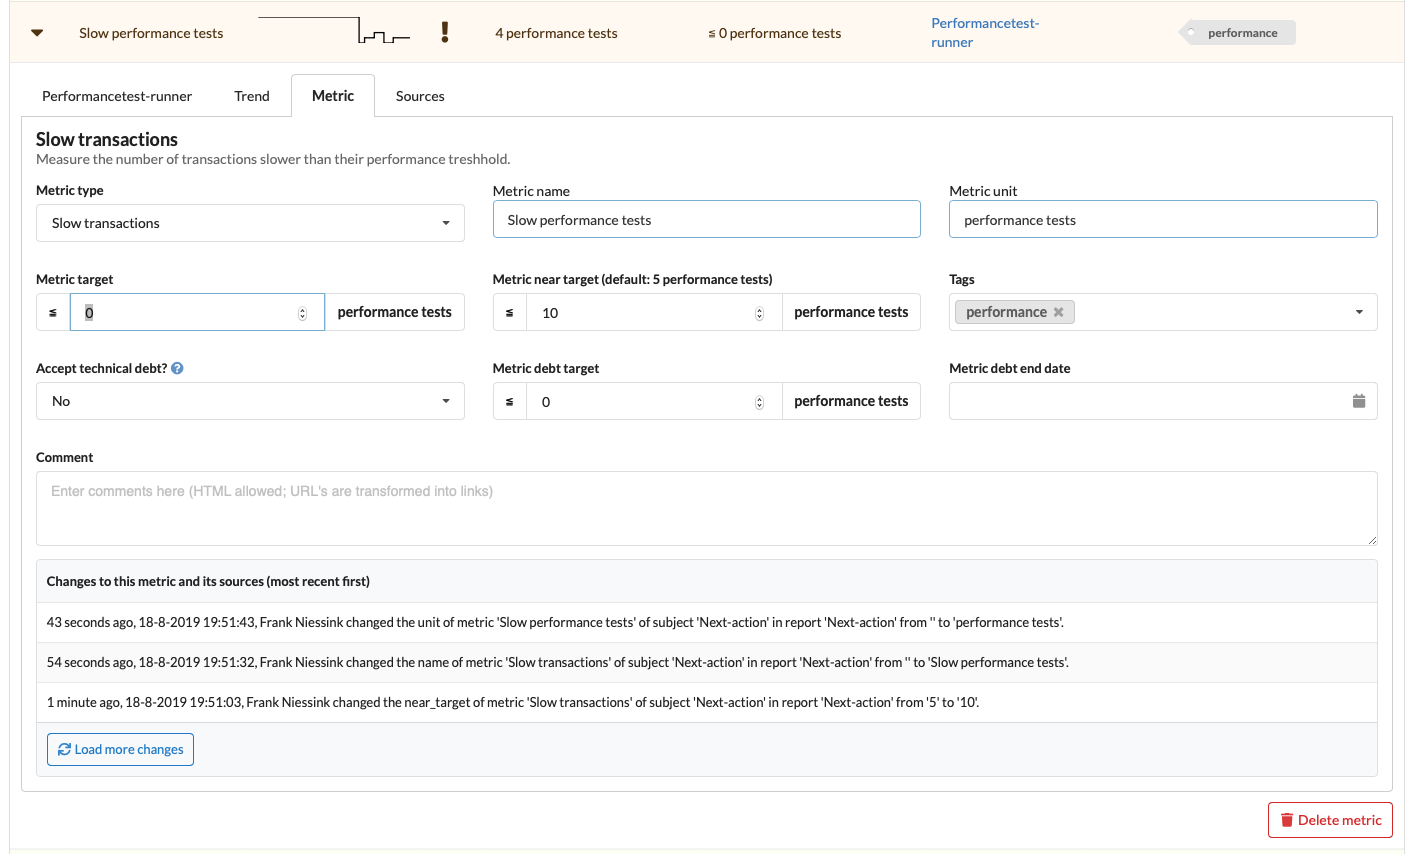 Slow performance tests
4 performance tests
≤ 0 performance tests
Performancetest-
runner
performance
Performancetest-runner
Trend
Metric
Sources
Slow transactions
Measure the number of transactions slower than their performance treshhold.
Metric type
Metric name
Metric unit
Slow transactions
Slow performance tests
performance tests
Metric target
Metric near target (default: 5 performance tests)
Tags
≤ 0 performance tests
≤ 10 performance tests
performance
Accept technical debt?
Metric debt target
Metric debt end date
No
≤ 0 performance tests
Comment
Enter comments here (HTML allowed; URL's are transformed into links)
Changes to this metric and its sources (most recent first)
43 seconds ago, 18-8-2019 19:51:43, Frank Niessink changed the unit of metric 'Slow performance tests' of subject 'Next-action' in report 'Next-action' from '' to 'performance tests'.
54 seconds ago, 18-8-2019 19:51:32, Frank Niessink changed the name of metric 'Slow transactions' of subject 'Next-action' in report 'Next-action' from '' to 'Slow performance tests'.
1 minute ago, 18-8-2019 19:51:03, Frank Niessink changed the near_target of metric 'Slow transactions' of subject 'Next-action' in report 'Next-action' from '5' to '10'.
Load more changes
Delete metric